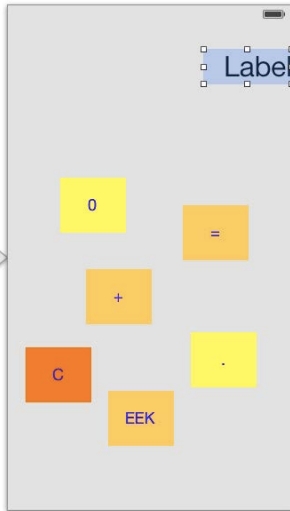 Label
0
=
+
.
C
EEK